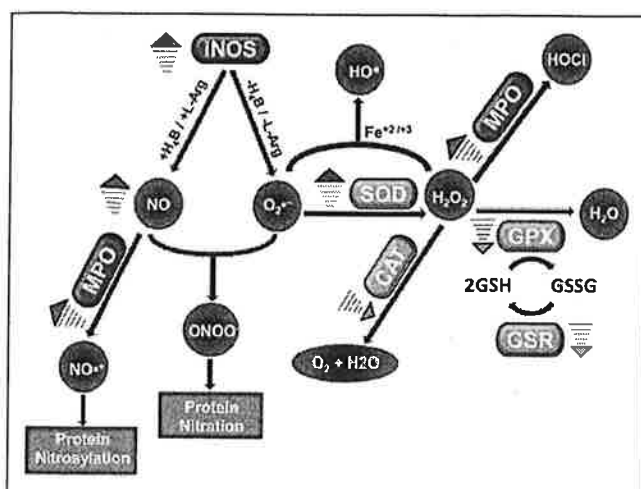 iNOS
HOCl
HO•
MPO
+H₄B / +L-Arg
-H₄B / -L-Arg
Fe⁺² ᐟ⁺³
NO
O₂•⁻
SOD
H₂O₂
H₂O
MPO
CAT
GPX
2GSH
GSSG
ONOO
GSR
NO•⁺
O₂ + H2O
Protein
Nitration
Protein
Nitrosylation